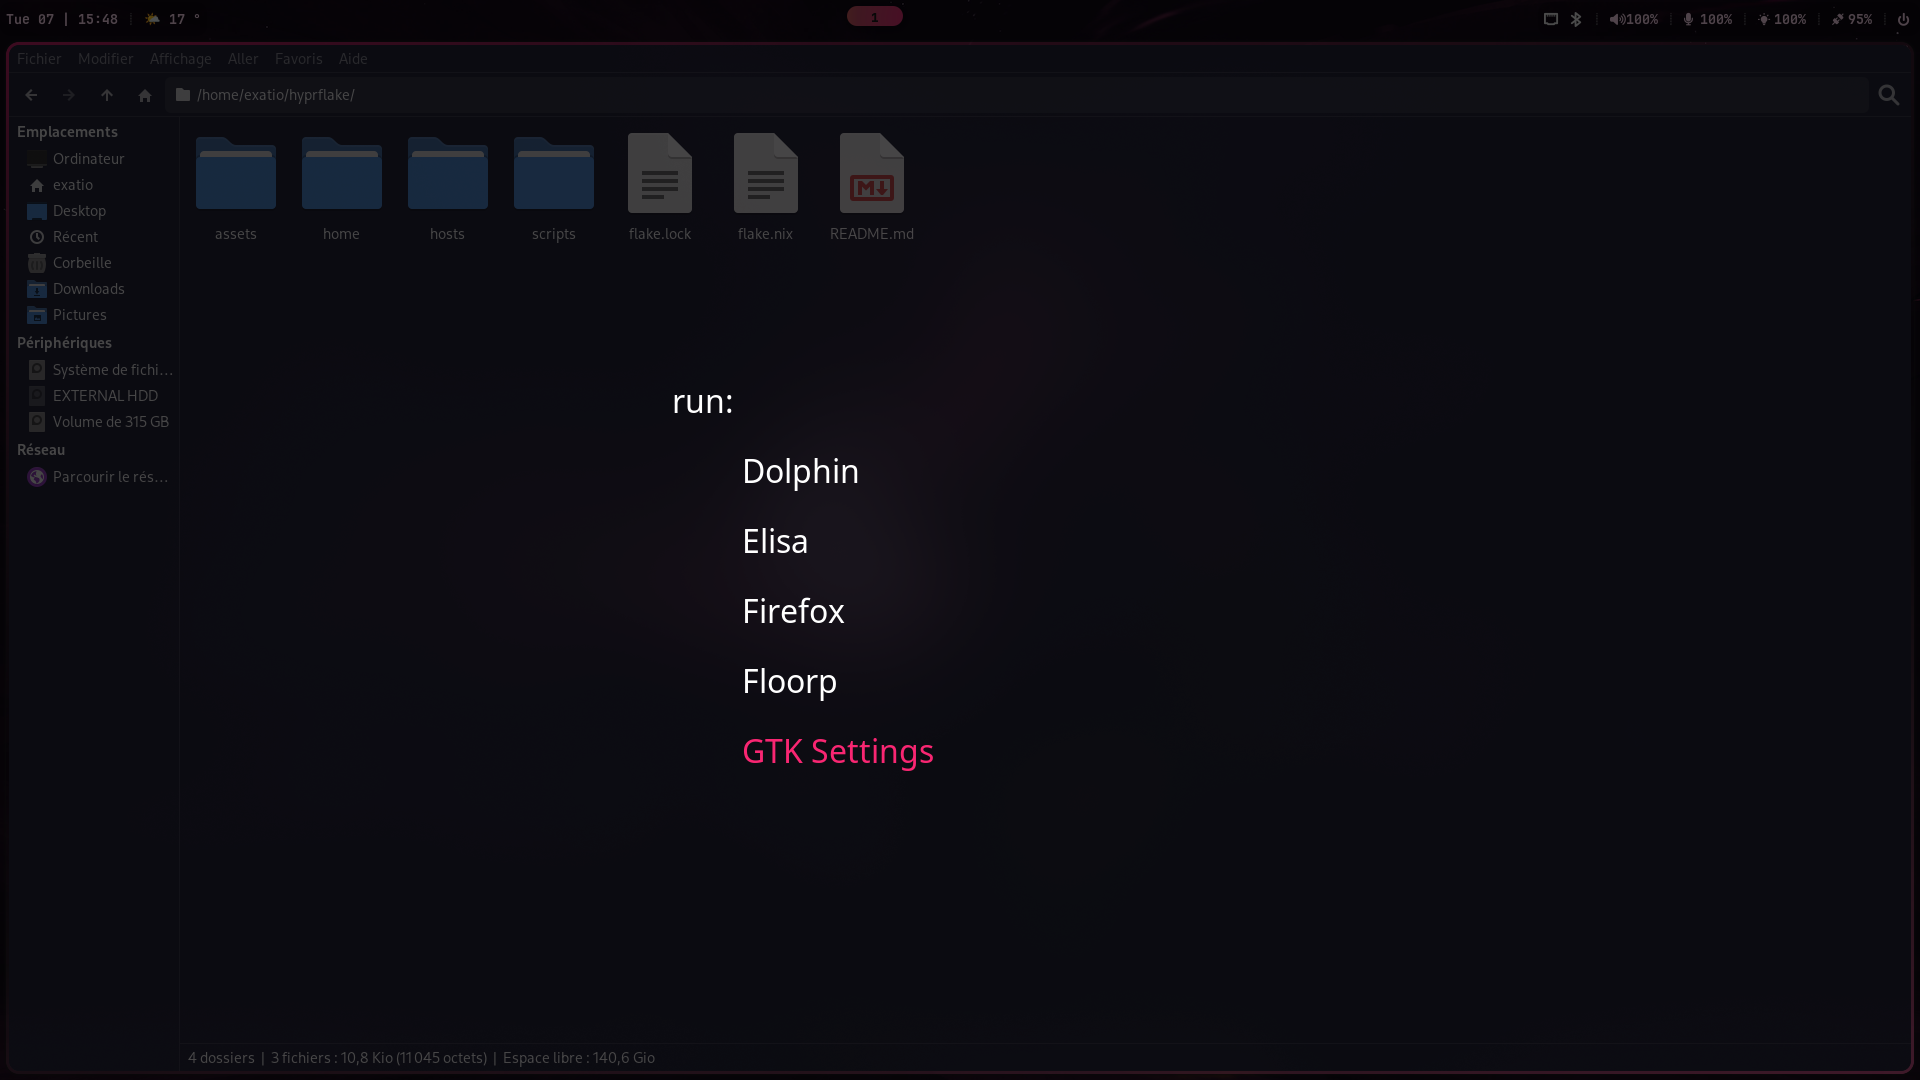 Tue 07 | 15:48 | 17 °
1
100% | 100% | 100% | 95% |
Fichier Modifier Affichage Aller Favoris Aide
/home/exatio/hyprflake/
Emplacements
Ordinateur
exatio
Desktop
Récent
Corbeille
Downloads
Pictures
Périphériques
Système de fichi…
EXTERNAL HDD
Volume de 315 GB
Réseau
Parcourir le rés…
assets home hosts scripts flake.lock flake.nix README.md
run:
Dolphin
Elisa
Firefox
Floorp
GTK Settings
4 dossiers | 3 fichiers : 10,8 Kio (11 045 octets) | Espace libre : 140,6 Gio